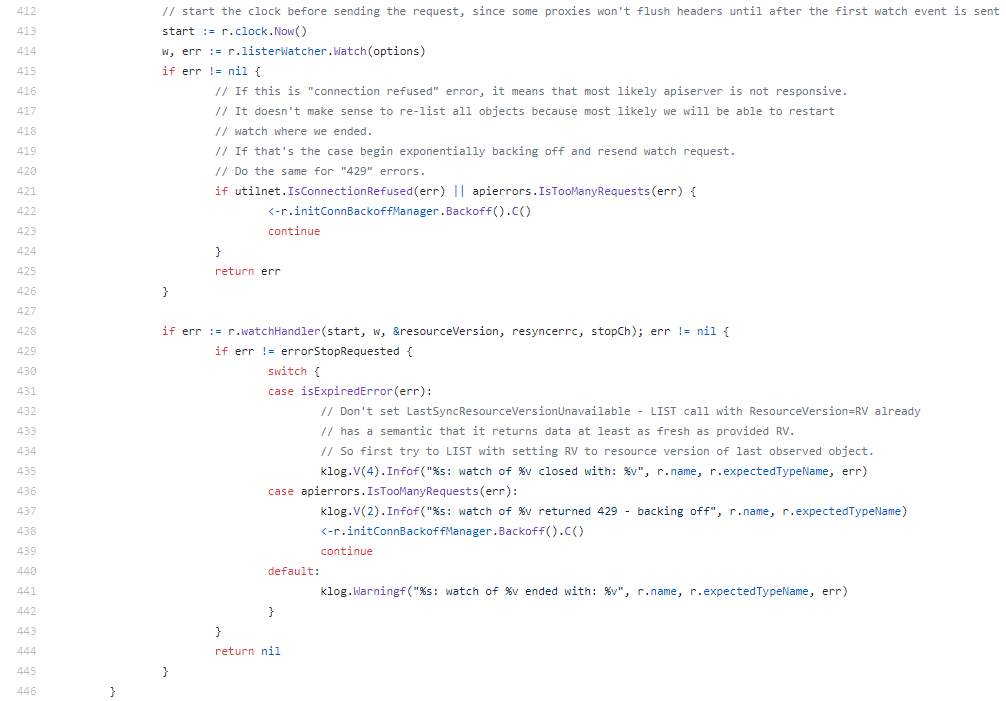 412 // start the clock before sending the request, since some proxies won't flush headers until after the first watch event is sent
413 start := r.clock.Now()
414 w, err := r.listerWatcher.Watch(options)
415 if err != nil {
416 // If this is "connection refused" error, it means that most likely apiserver is not responsive.
417 // It doesn't make sense to re-list all objects because most likely we will be able to restart
418 // watch where we ended.
419 // If that's the case begin exponentially backing off and resend watch request.
420 // Do the same for "429" errors.
421 if utilnet.IsConnectionRefused(err) || apierrors.IsTooManyRequests(err) {
422 <-r.initConnBackoffManager.Backoff().C()
423 continue
424 }
425 return err
426 }
427
428 if err := r.watchHandler(start, w, &resourceVersion, resyncerrc, stopCh); err != nil {
429 if err != errorStopRequested {
430 switch {
431 case isExpiredError(err):
432 // Don't set LastSyncResourceVersionUnavailable - LIST call with ResourceVersion=RV already
433 // has a semantic that it returns data at least as fresh as provided RV.
434 // So first try to LIST with setting RV to resource version of last observed object.
435 klog.V(4).Infof("%s: watch of %v closed with: %v", r.name, r.expectedTypeName, err)
436 case apierrors.IsTooManyRequests(err):
437 klog.V(2).Infof("%s: watch of %v returned 429 - backing off", r.name, r.expectedTypeName)
438 <-r.initConnBackoffManager.Backoff().C()
439 continue
440 default:
441 klog.Warningf("%s: watch of %v ended with: %v", r.name, r.expectedTypeName, err)
442 }
443 }
444 return nil
445 }
446 }